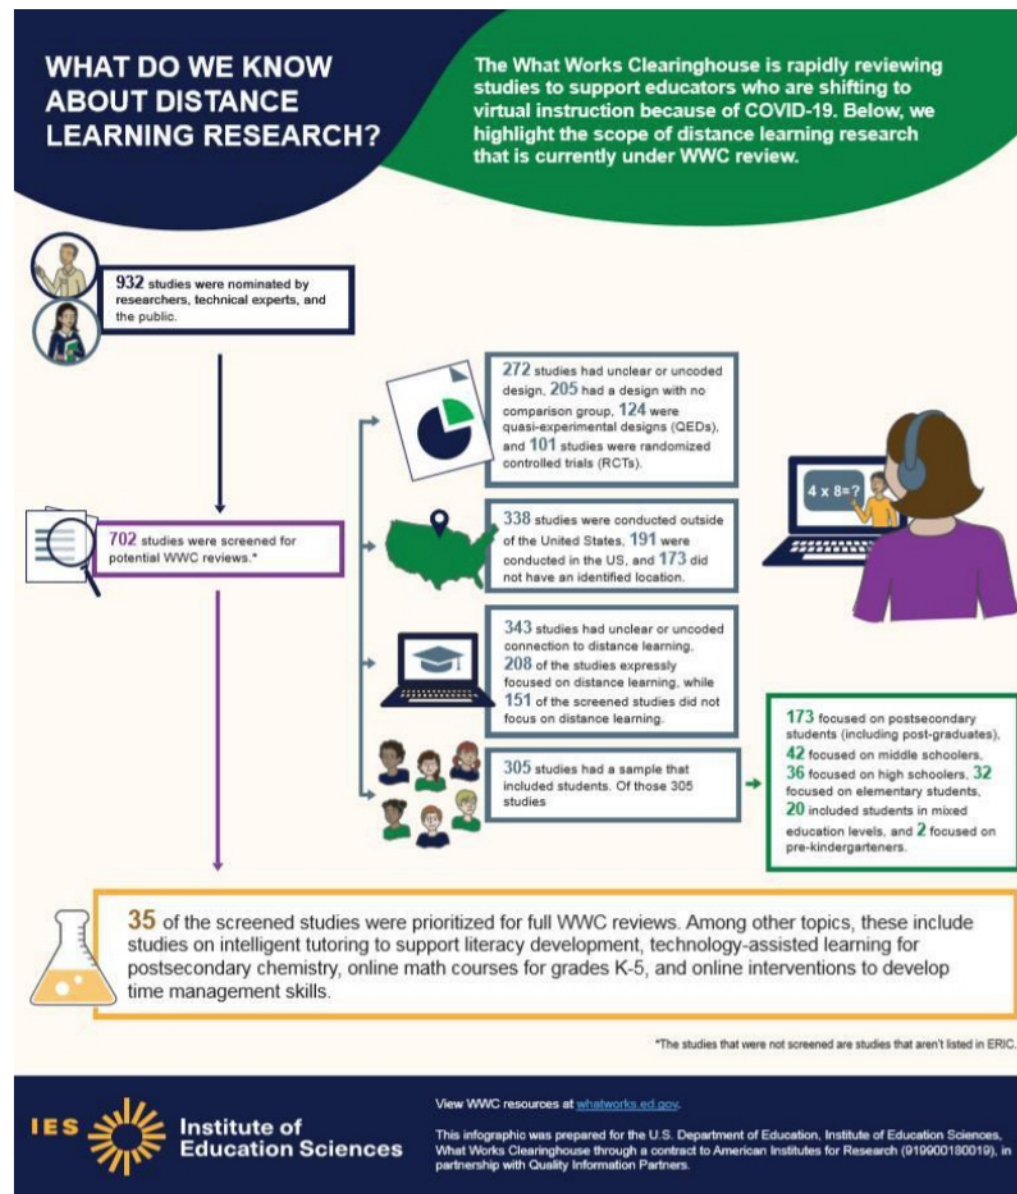 WHAT DO WE KNOW
ABOUT DISTANCE
LEARNING RESEARCH?
The What Works Clearinghouse is rapidly reviewing
studies to support educators who are shifting to
virtual instruction because of COVID-19. Below, we
highlight the scope of distance learning research
that is currently under WWC review.
932 studies were nominated by
researchers, technical experts, and
the public.
702 studies were screened for
potential WWC reviews.*
272 studies had unclear or uncoded
design, 205 had a design with no
comparison group, 124 were
quasi-experimental designs (QEDs),
and 101 studies were randomized
controlled trials (RCTs).
338 studies were conducted outside
of the United States, 191 were
conducted in the US, and 173 did
not have an identified location.
343 studies had unclear or uncoded
connection to distance learning.
208 of the studies expressly
focused on distance learning, while
151 of the screened studies did not
focus on distance learning.
305 studies had a sample that
included students. Of those 305
studies
4 x 8=?
173 focused on postsecondary
students (including post-graduates),
42 focused on middle schoolers,
36 focused on high schoolers, 32
focused on elementary students,
20 included students in mixed
education levels, and 2 focused on
pre-kindergarteners.
35 of the screened studies were prioritized for full WWC reviews. Among other topics, these include
studies on intelligent tutoring to support literacy development, technology-assisted learning for
postsecondary chemistry, online math courses for grades K-5, and online interventions to develop
time management skills.
*The studies that were not screened are studies that aren't listed in ERIC.
IES
Institute of
Education Sciences
View WWC resources at whatworks.ed.gov.
This infographic was prepared for the U.S. Department of Education, Institute of Education Sciences,
What Works Clearinghouse through a contract to American Institutes for Research (919900180019), in
partnership with Quality Information Partners.